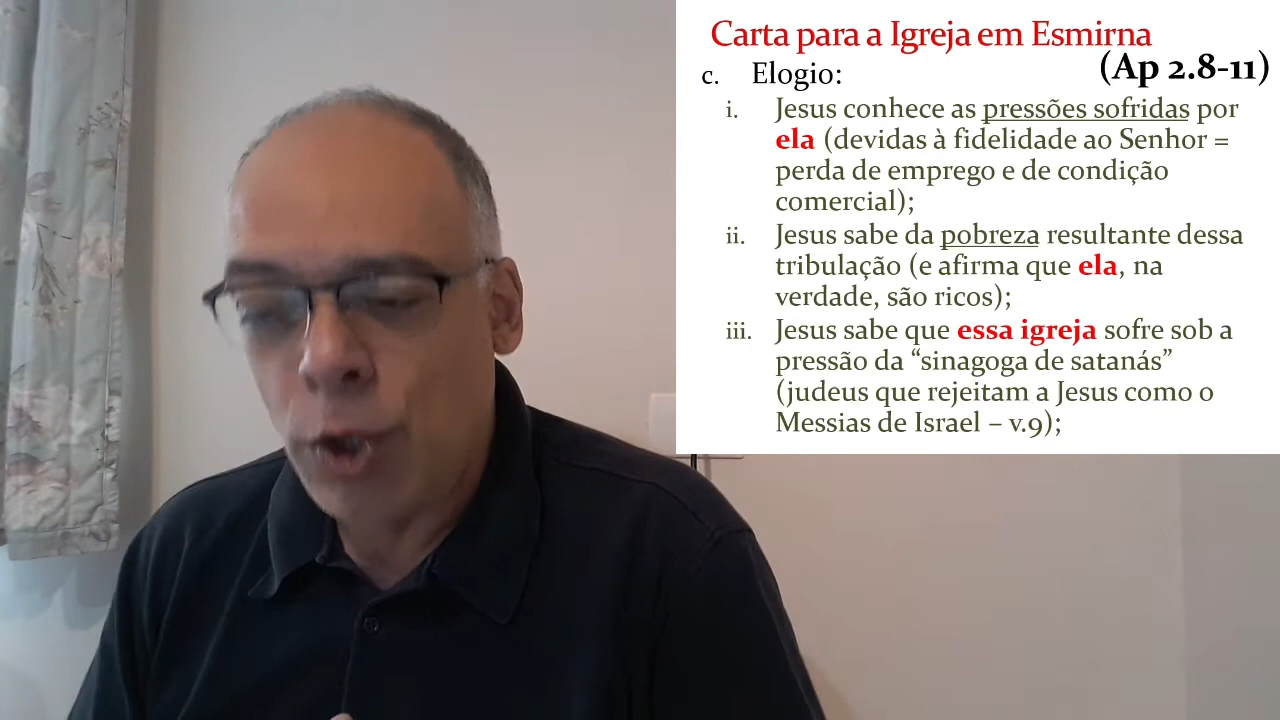 Carta para a Igreja em Esmirna
(Ap 2.8-11)
c. Elogio:
i. Jesus conhece as pressões sofridas por
ela (devidas à fidelidade ao Senhor =
perda de emprego e de condição
comercial);
ii. Jesus sabe da pobreza resultante dessa
tribulação (e afirma que ela, na
verdade, são ricos);
iii. Jesus sabe que essa igreja sofre sob a
pressão da “sinagoga de satanás”
(judeus que rejeitam a Jesus como o
Messias de Israel – v.9);